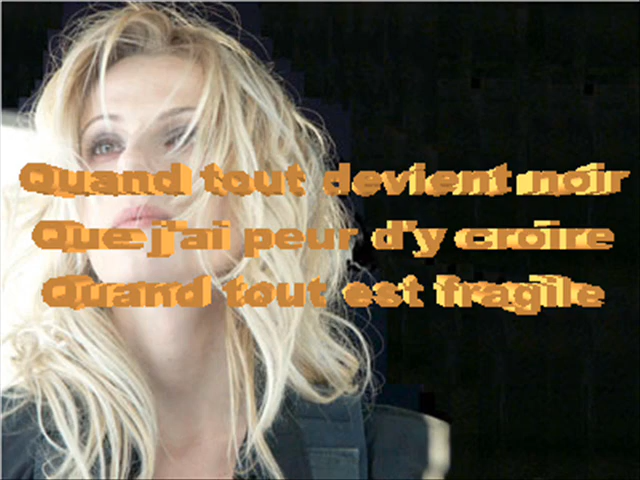 Quand tout devient noir
Que j'ai peur d'y croire
Quand tout est fragile